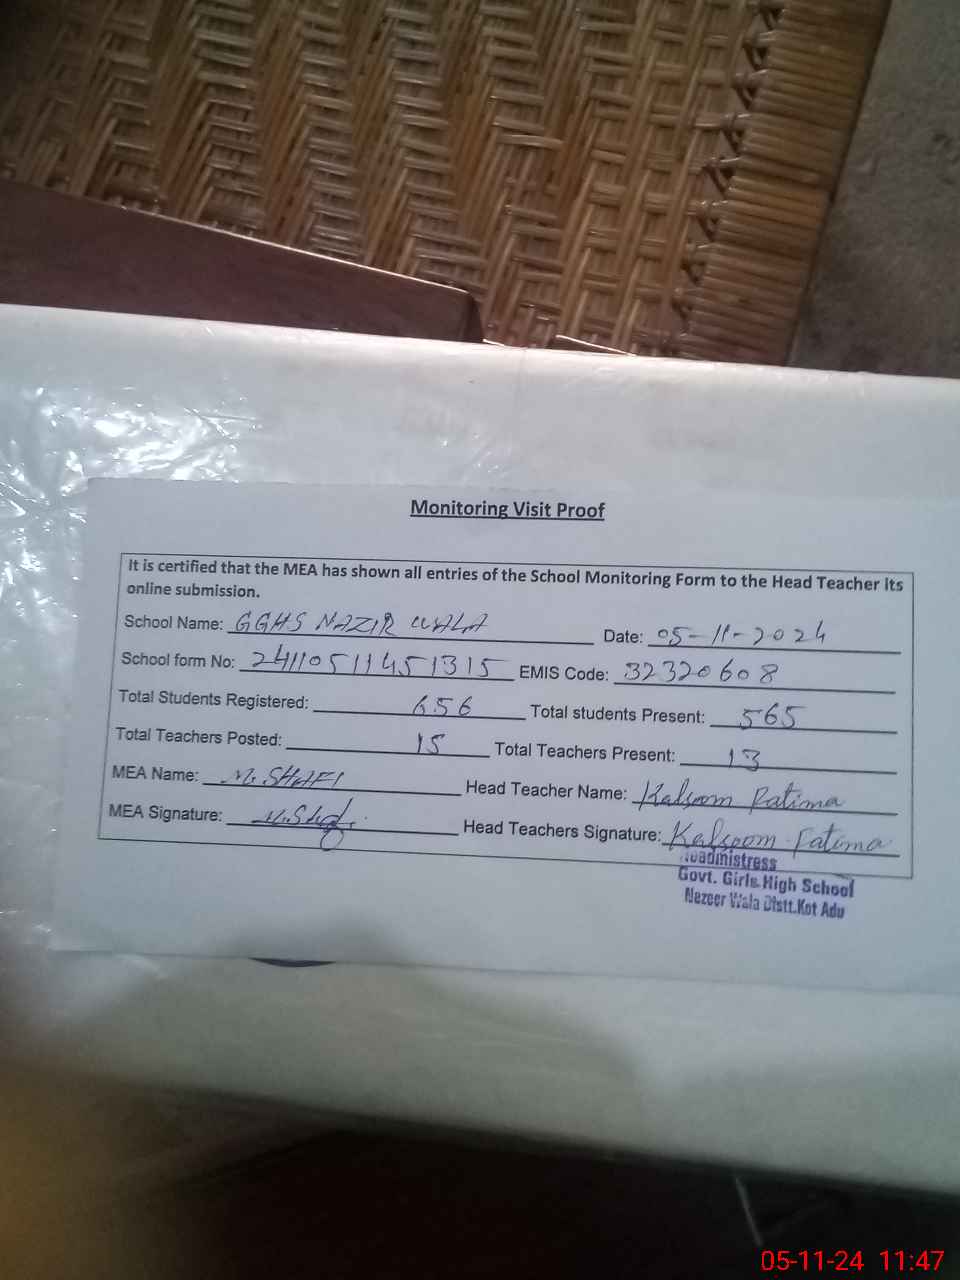 Monitoring Visit Proof
It is certified that the MEA has shown all entries of the School Monitoring Form to the Head Teacher its
online submission.
School Name: GGHS NAZIR WALA Date: 05-11-2024
School form No: 24110511451315 EMIS Code: 32320608
Total Students Registered: 656 Total students Present: 565
Total Teachers Posted: 15 Total Teachers Present: 13
MEA Name: M. SHAFI Head Teacher Name: Kalsoom Fatima
MEA Signature: Head Teachers Signature: Kalsoom Fatima
Headmistress
Govt. Girls High School
Nazeer Wala Distt. Kot Adu
05-11-24 11:47